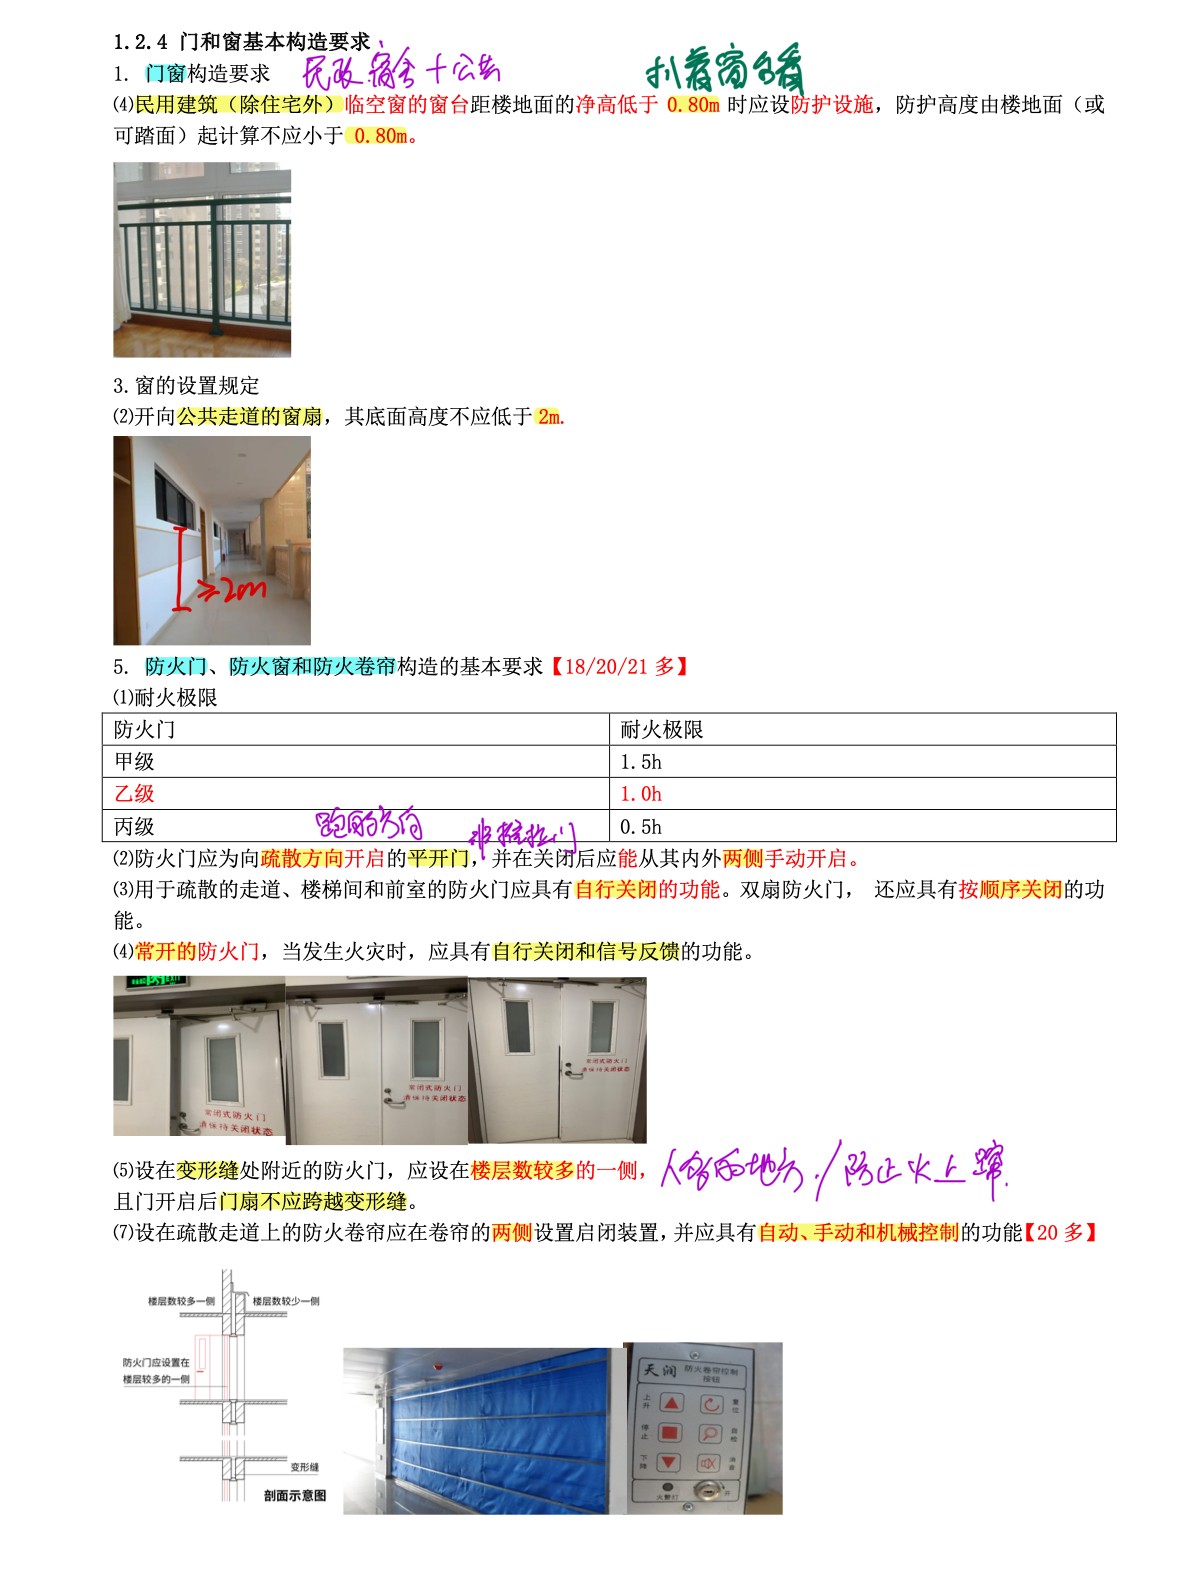 1.2.4 门和窗基本构造要求
1. 门窗构造要求 民政宿舍十公共 扒着窗台看
⑷民用建筑（除住宅外）临空窗的窗台距楼地面的净高低于 0.80m 时应设防护设施，防护高度由楼地面（或
可踏面）起计算不应小于 0.80m。
3.窗的设置规定
⑵开向公共走道的窗扇，其底面高度不应低于 2m.
≥2m
5. 防火门、防火窗和防火卷帘构造的基本要求【18/20/21 多】
⑴耐火极限
防火门 耐火极限
甲级 1.5h
乙级 1.0h
丙级 0.5h
跑的方向 非推拉门
⑵防火门应为向疏散方向开启的平开门，并在关闭后应能从其内外两侧手动开启。
⑶用于疏散的走道、楼梯间和前室的防火门应具有自行关闭的功能。双扇防火门， 还应具有按顺序关闭的功
能。
⑷常开的防火门，当发生火灾时，应具有自行关闭和信号反馈的功能。
常闭式防火门
请保持关闭状态
常闭式防火门
请保持关闭状态
常闭式防火门
请保持关闭状态
⑸设在变形缝处附近的防火门，应设在楼层数较多的一侧， 人多的地方／防止火上蹿.
且门开启后门扇不应跨越变形缝。
⑺设在疏散走道上的防火卷帘应在卷帘的两侧设置启闭装置，并应具有自动、手动和机械控制的功能【20 多】
楼层数较多一侧 楼层数较少一侧
防火门应设置在
楼层较多的一侧
变形缝
剖面示意图
天润 防火卷帘控制
按钮
上升 复位
停止 自检
下降 消音
火警灯 开